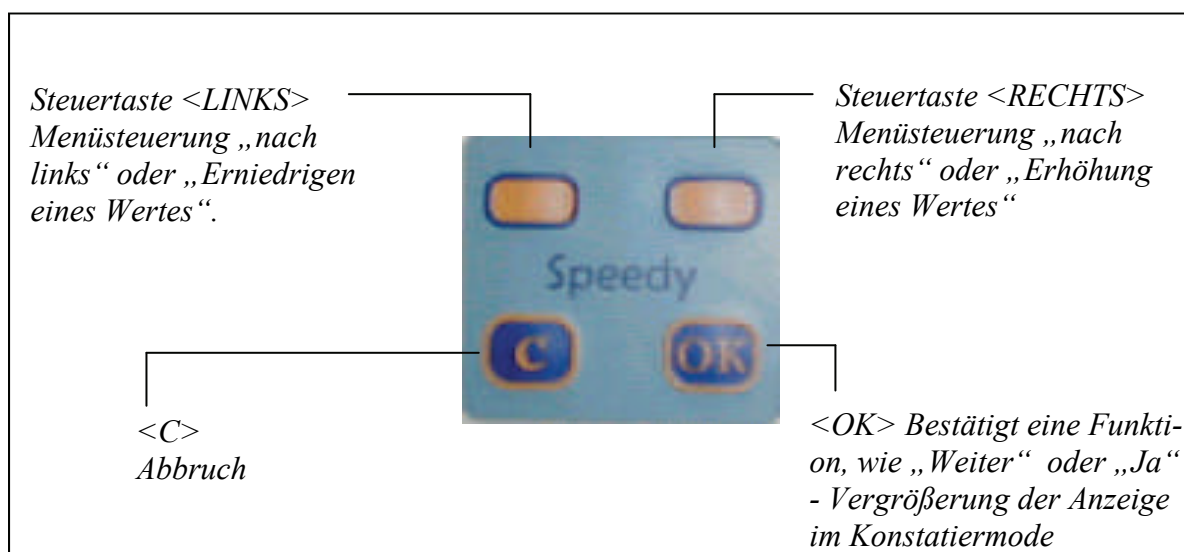 Steuertaste <LINKS>
Menüsteuerung „nach
links“ oder „Erniedrigen
eines Wertes“.
Steuertaste <RECHTS>
Menüsteuerung „nach
rechts“ oder „Erhöhung
eines Wertes“
Speedy
C
OK
<C>
Abbruch
<OK> Bestätigt eine Funkti-
on, wie „Weiter“ oder „Ja“
- Vergrößerung der Anzeige
im Konstatiermode